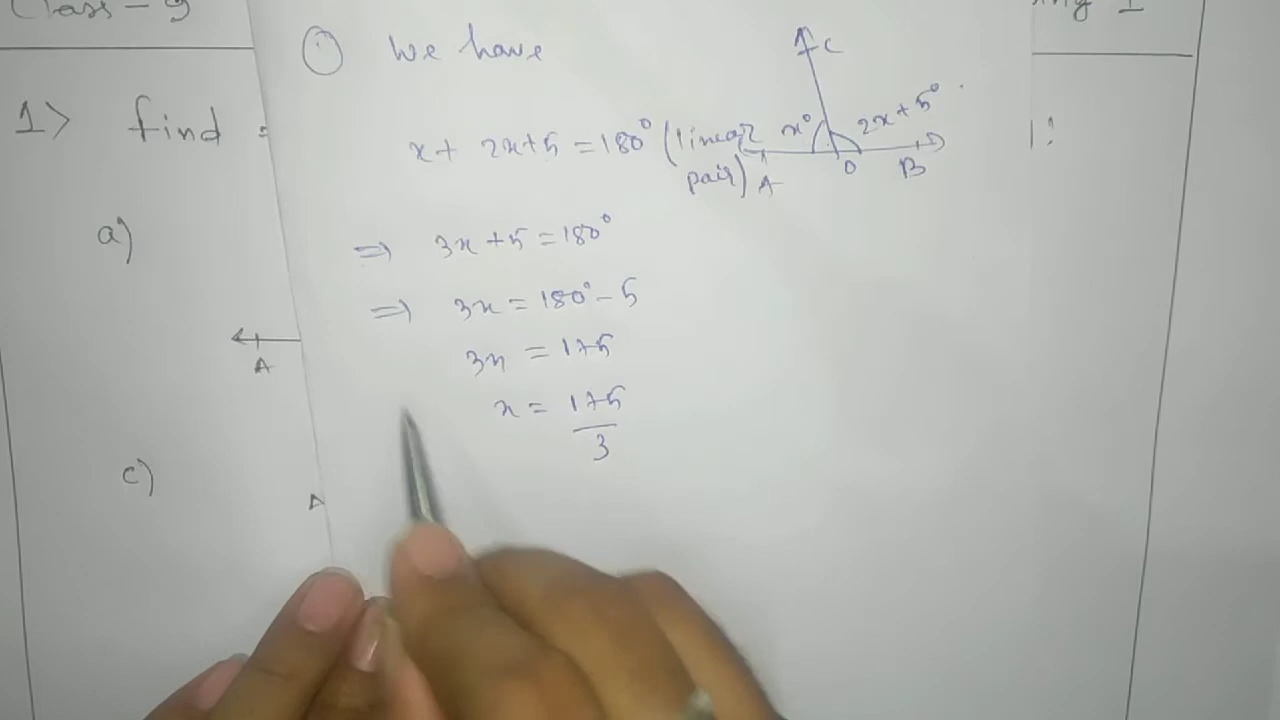 Class - 9
1> find
a)
A
c)
A
① We have
x + 2x+5 = 180° (linear pair)
C
x°
2x+5°
A
O
B
⇒ 3x +5 = 180°
⇒ 3x = 180° - 5
3x = 175
x = 175
3
1